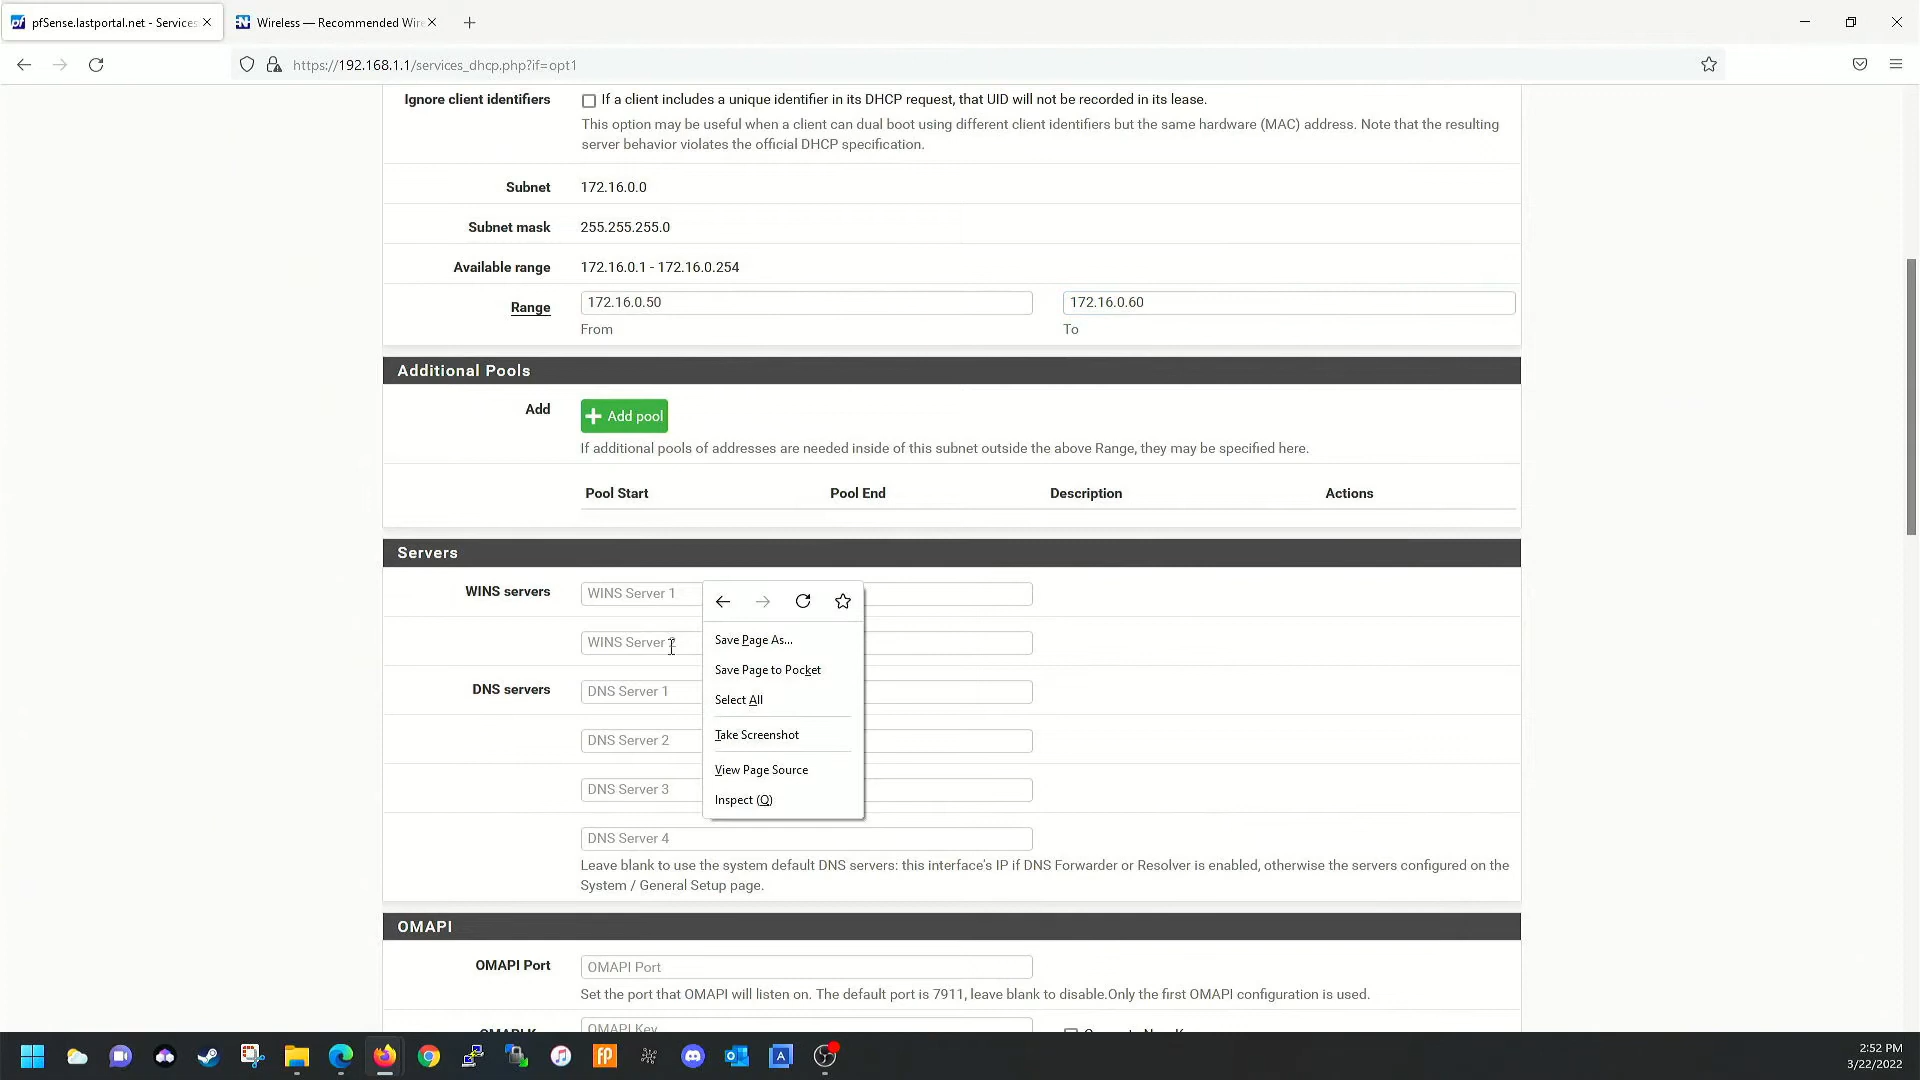 pfSense.lastportal.net - Services
Wireless — Recommended Wire
https://192.168.1.1/services_dhcp.php?if=opt1
Ignore client identifiers
If a client includes a unique identifier in its DHCP request, that UID will not be recorded in its lease.
This option may be useful when a client can dual boot using different client identifiers but the same hardware (MAC) address. Note that the resulting
server behavior violates the official DHCP specification.
Subnet
172.16.0.0
Subnet mask
255.255.255.0
Available range
172.16.0.1 - 172.16.0.254
Range
172.16.0.50
172.16.0.60
From
To
Additional Pools
Add
Add pool
If additional pools of addresses are needed inside of this subnet outside the above Range, they may be specified here.
Pool Start
Pool End
Description
Actions
Servers
WINS servers
WINS Server 1
WINS Server 2
DNS servers
DNS Server 1
DNS Server 2
DNS Server 3
DNS Server 4
Save Page As...
Save Page to Pocket
Select All
Take Screenshot
View Page Source
Inspect (Q)
Leave blank to use the system default DNS servers: this interface's IP if DNS Forwarder or Resolver is enabled, otherwise the servers configured on the
System / General Setup page.
OMAPI
OMAPI Port
OMAPI Port
Set the port that OMAPI will listen on. The default port is 7911, leave blank to disable.Only the first OMAPI configuration is used.
OMAPI Key
2:52 PM
3/22/2022